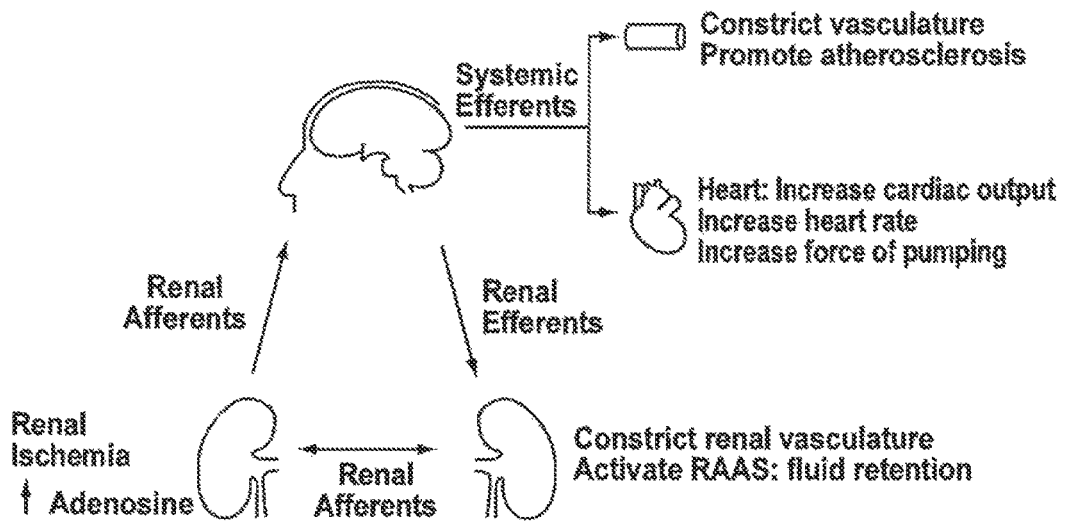 Constrict vasculature
Promote atherosclerosis
Systemic
Efferents
Heart: Increase cardiac output
Increase heart rate
Increase force of pumping
Renal
Afferents
Renal
Efferents
Renal
Ischemia
↑ Adenosine
Renal
Afferents
Constrict renal vasculature
Activate RAAS: fluid retention